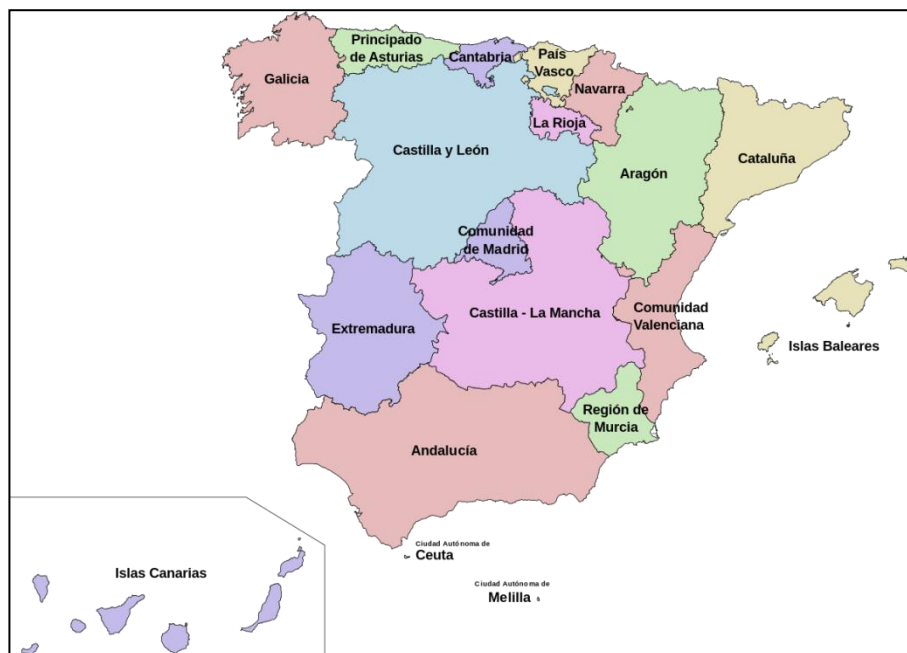 Principado
de Asturias
Cantabria
País
Vasco
Galicia
Navarra
La Rioja
Castilla y León
Cataluña
Aragón
Comunidad
de Madrid
Extremadura
Castilla - La Mancha
Comunidad
Valenciana
Islas Baleares
Región de
Murcia
Andalucía
Ciudad Autónoma de
Ceuta
Islas Canarias
Ciudad Autónoma de
Melilla